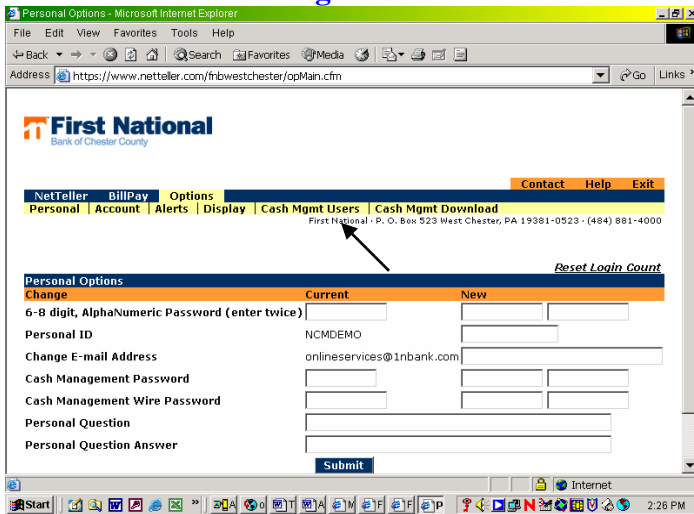 Personal Options - Microsoft Internet Explorer
File Edit View Favorites Tools Help
Back Search Favorites Media
Address https://www.netteller.com/fnbwestchester/opMain.cfm Go Links »
First National
Bank of Chester County
Contact Help Exit
NetTeller BillPay Options
Personal | Account | Alerts | Display | Cash Mgmt Users | Cash Mgmt Download
First National · P. O. Box 523 West Chester, PA 19381-0523 · (484) 881-4000
Reset Login Count
Personal Options
Change Current New
6-8 digit, AlphaNumeric Password (enter twice)
Personal ID NCMDEMO
Change E-mail Address onlineservices@1nbank.com
Cash Management Password
Cash Management Wire Password
Personal Question
Personal Question Answer
Submit
Internet
Start » 2:26 PM